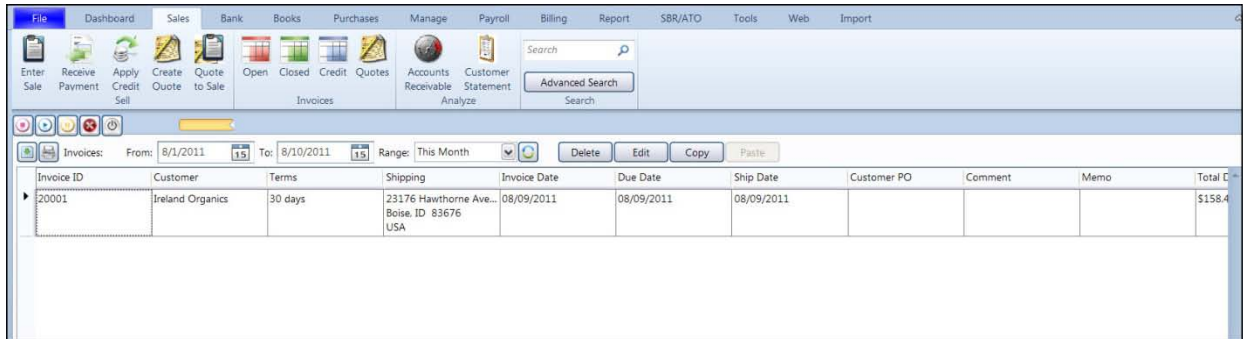 File Dashboard Sales Bank Books Purchases Manage Payroll Billing Report SBR/ATO Tools Web Import
Enter Sale
Receive Payment
Apply Credit
Create Quote
Quote to Sale
Sell
Open Closed Credit Quotes
Invoices
Accounts Receivable
Customer Statement
Analyze
Search
Advanced Search
Search
Invoices: From: 8/1/2011 15 To: 8/10/2011 15 Range: This Month Delete Edit Copy Paste
Invoice ID Customer Terms Shipping Invoice Date Due Date Ship Date Customer PO Comment Memo Total D
20001 Ireland Organics 30 days 23176 Hawthorne Ave... 08/09/2011 08/09/2011 08/09/2011 $158.4
Boise, ID 83676
USA